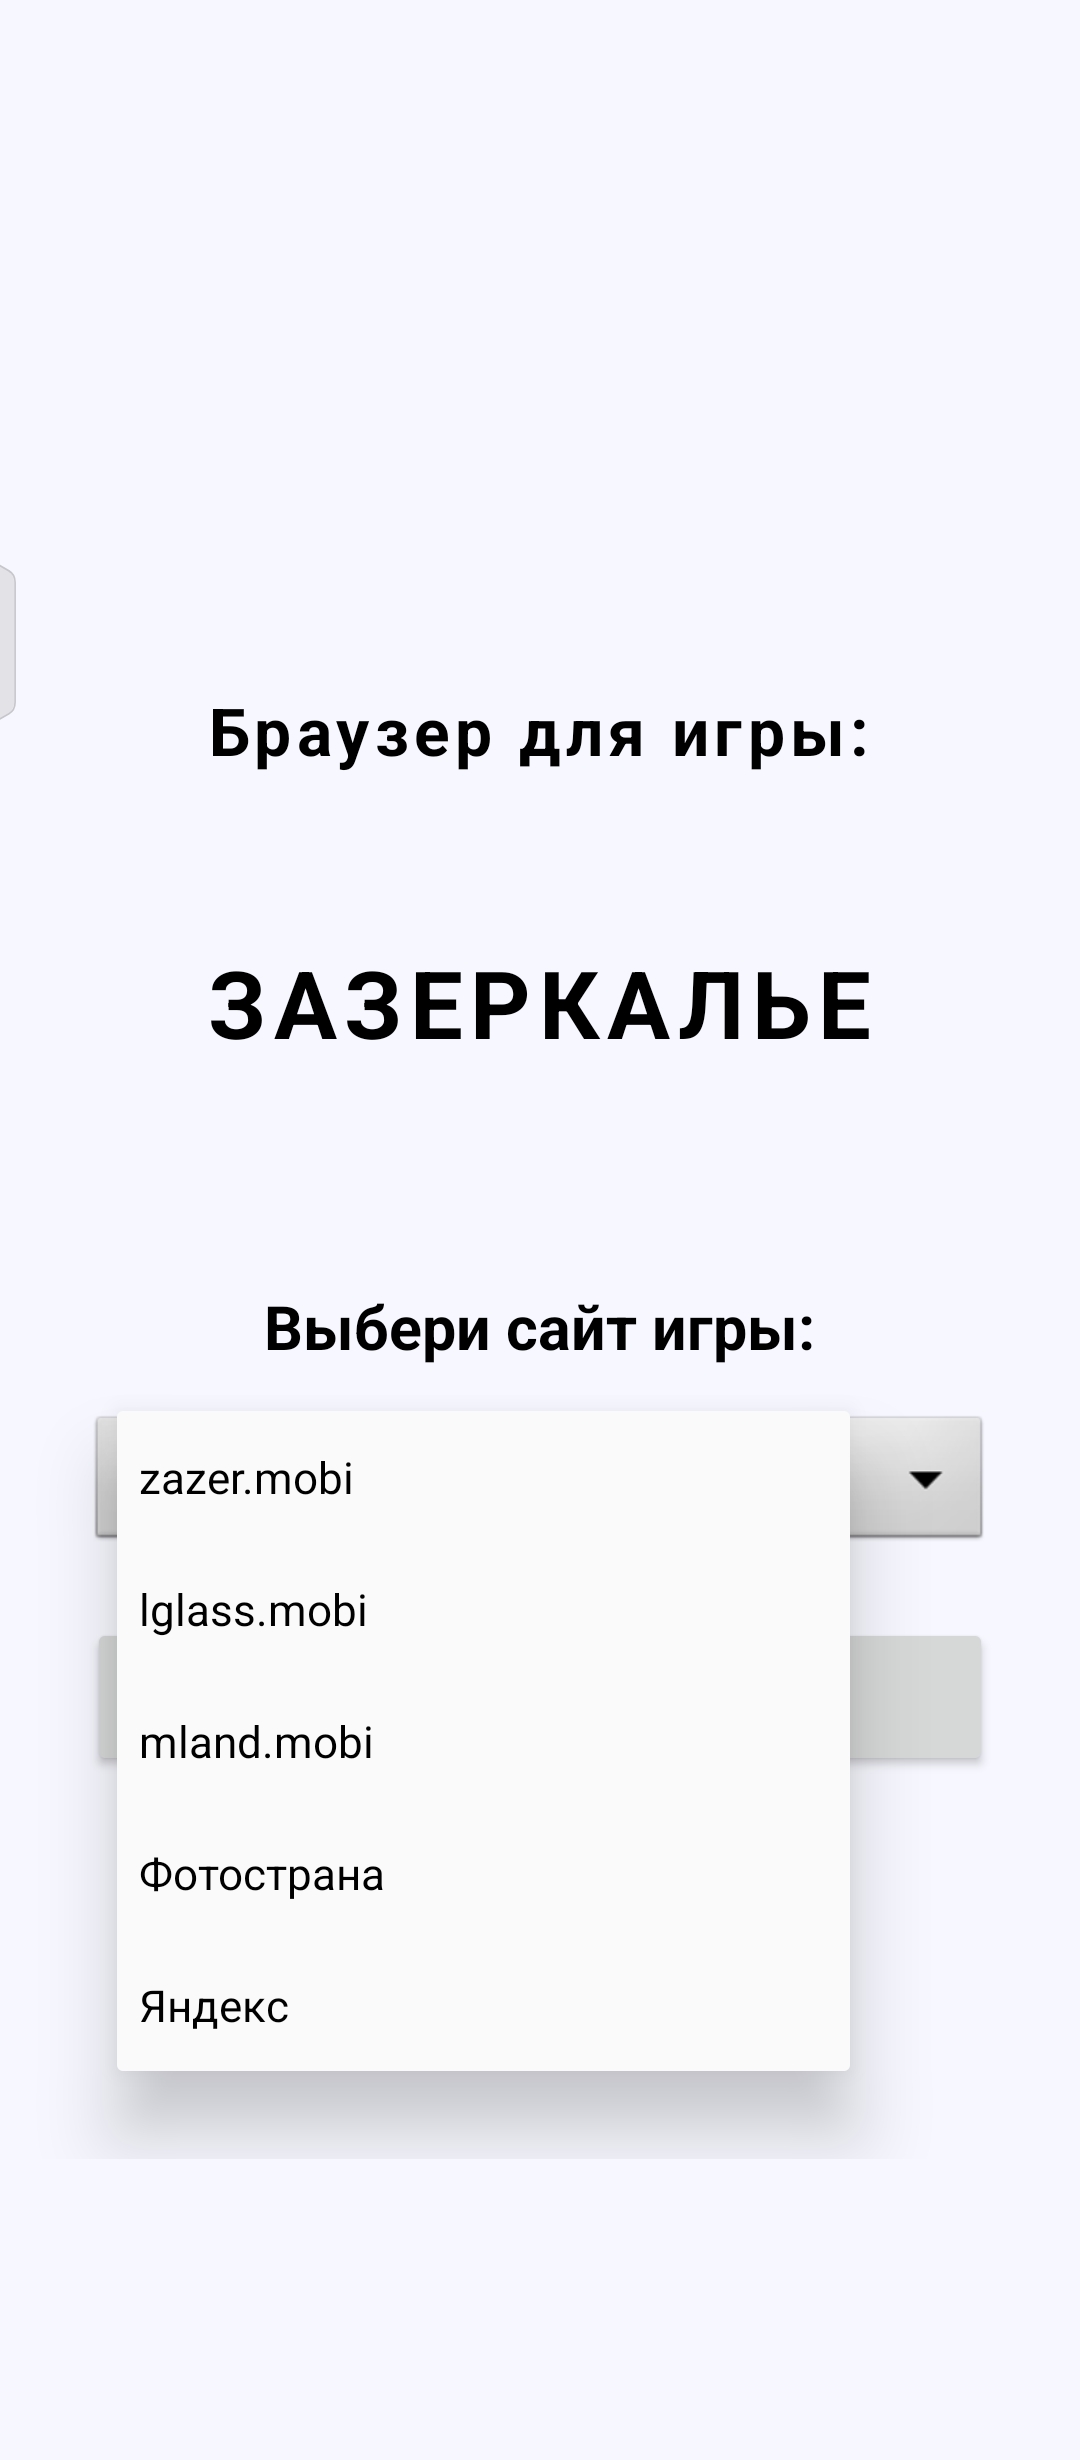 Браузер для игры:
ЗАЗЕРКАЛЬЕ
Выбери сайт игры:
zazer.mobi
lglass.mobi
mland.mobi
Фотострана
Яндекс